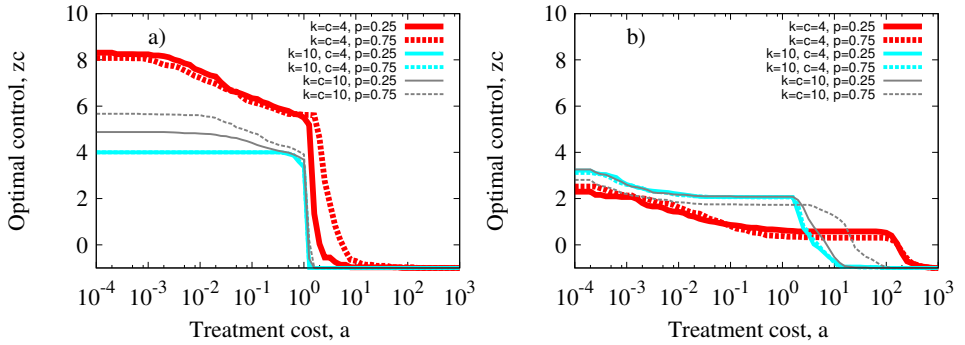 a)
k=c=4, p=0.25
k=c=4, p=0.75
k=10, c=4, p=0.25
k=10, c=4, p=0.75
k=c=10, p=0.25
k=c=10, p=0.75
Optimal control, zc
10
8
6
4
2
0
10^-4 10^-3 10^-2 10^-1 10^0 10^1 10^2 10^3
Treatment cost, a
b)
k=c=4, p=0.25
k=c=4, p=0.75
k=10, c=4, p=0.25
k=10, c=4, p=0.75
k=c=10, p=0.25
k=c=10, p=0.75
Optimal control, zc
10
8
6
4
2
0
10^-4 10^-3 10^-2 10^-1 10^0 10^1 10^2 10^3
Treatment cost, a